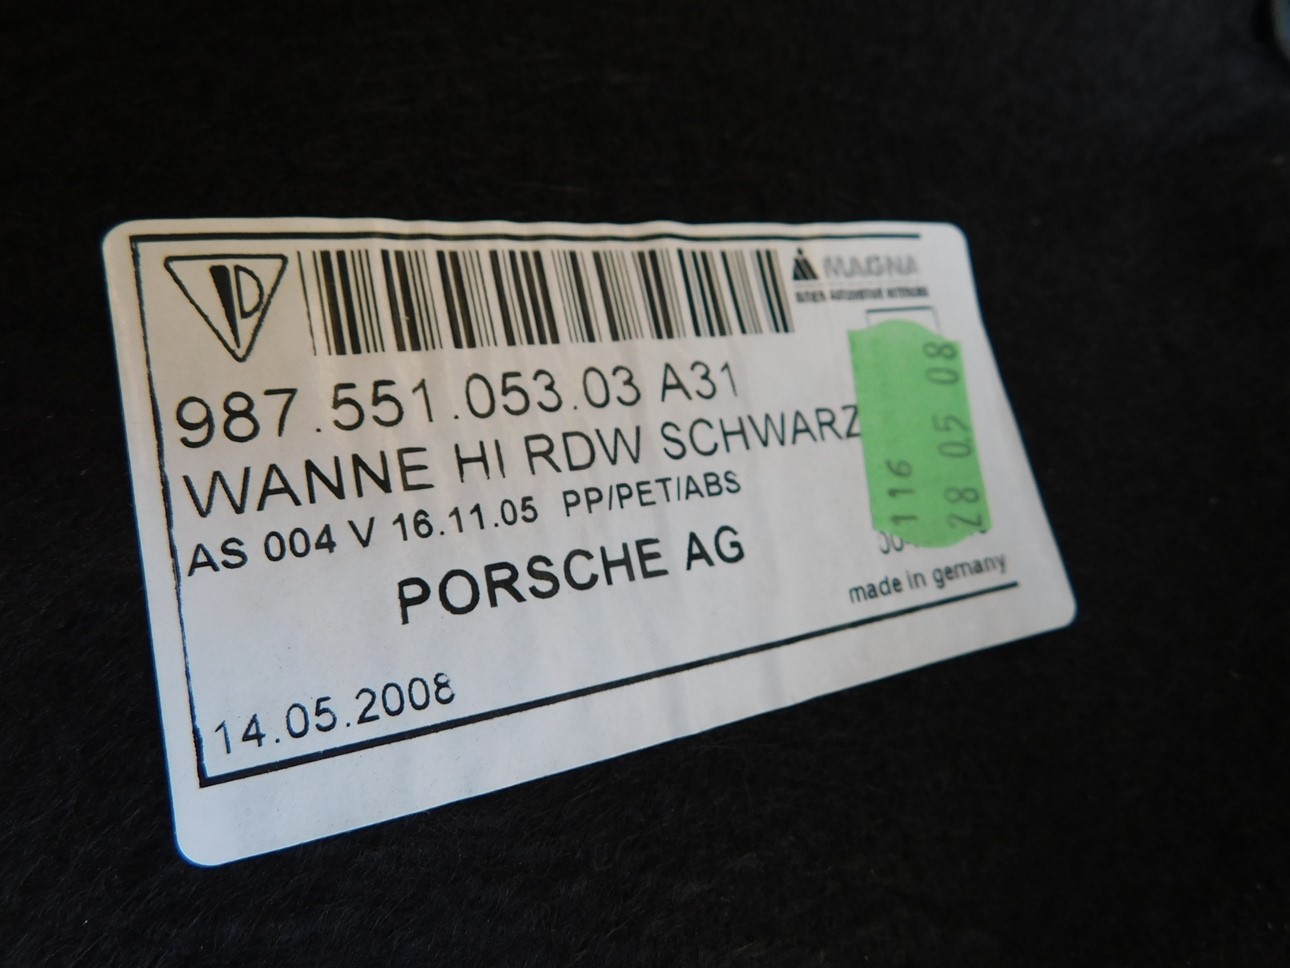 MAGNA
987.551.053.03 A31
WANNE HI RDW SCHWARZ
AS 004 V 16.11.05 PP/PET/ABS
PORSCHE AG
116
28 05 08
made in gemany
14.05.2008